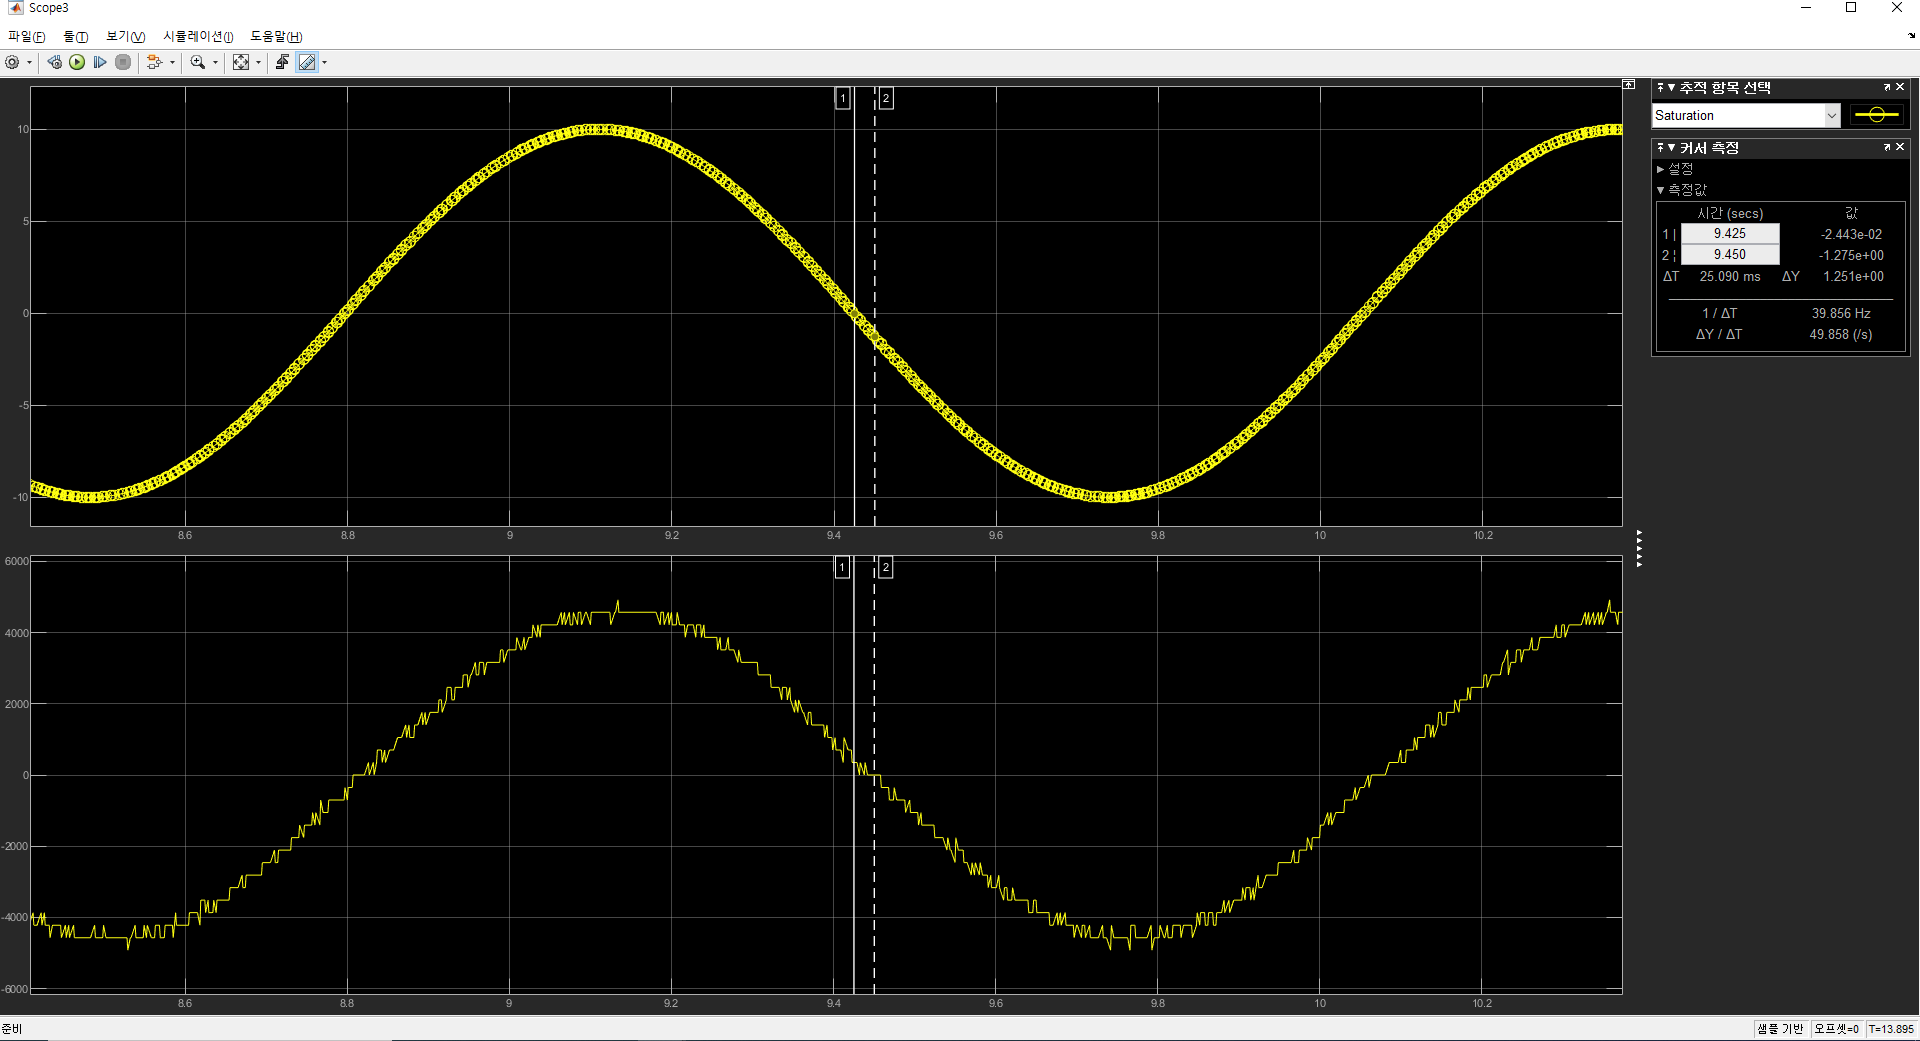 Scope3
파일(F) 툴(T) 보기(V) 시뮬레이션(I) 도움말(H)
1 2
10
5
0
-5
-10
8.6 8.8 9 9.2 9.4 9.6 9.8 10 10.2
1 2
6000
4000
2000
0
-2000
-4000
-6000
8.6 8.8 9 9.2 9.4 9.6 9.8 10 10.2
추적 항목 선택
Saturation
커서 측정
설정
측정값
시간 (secs) 값
1 | 9.425 -2.443e-02
2 ¦ 9.450 -1.275e+00
ΔT 25.090 ms ΔY 1.251e+00
1 / ΔT 39.856 Hz
ΔY / ΔT 49.858 (/s)
준비 샘플 기반 오프셋=0 T=13.895